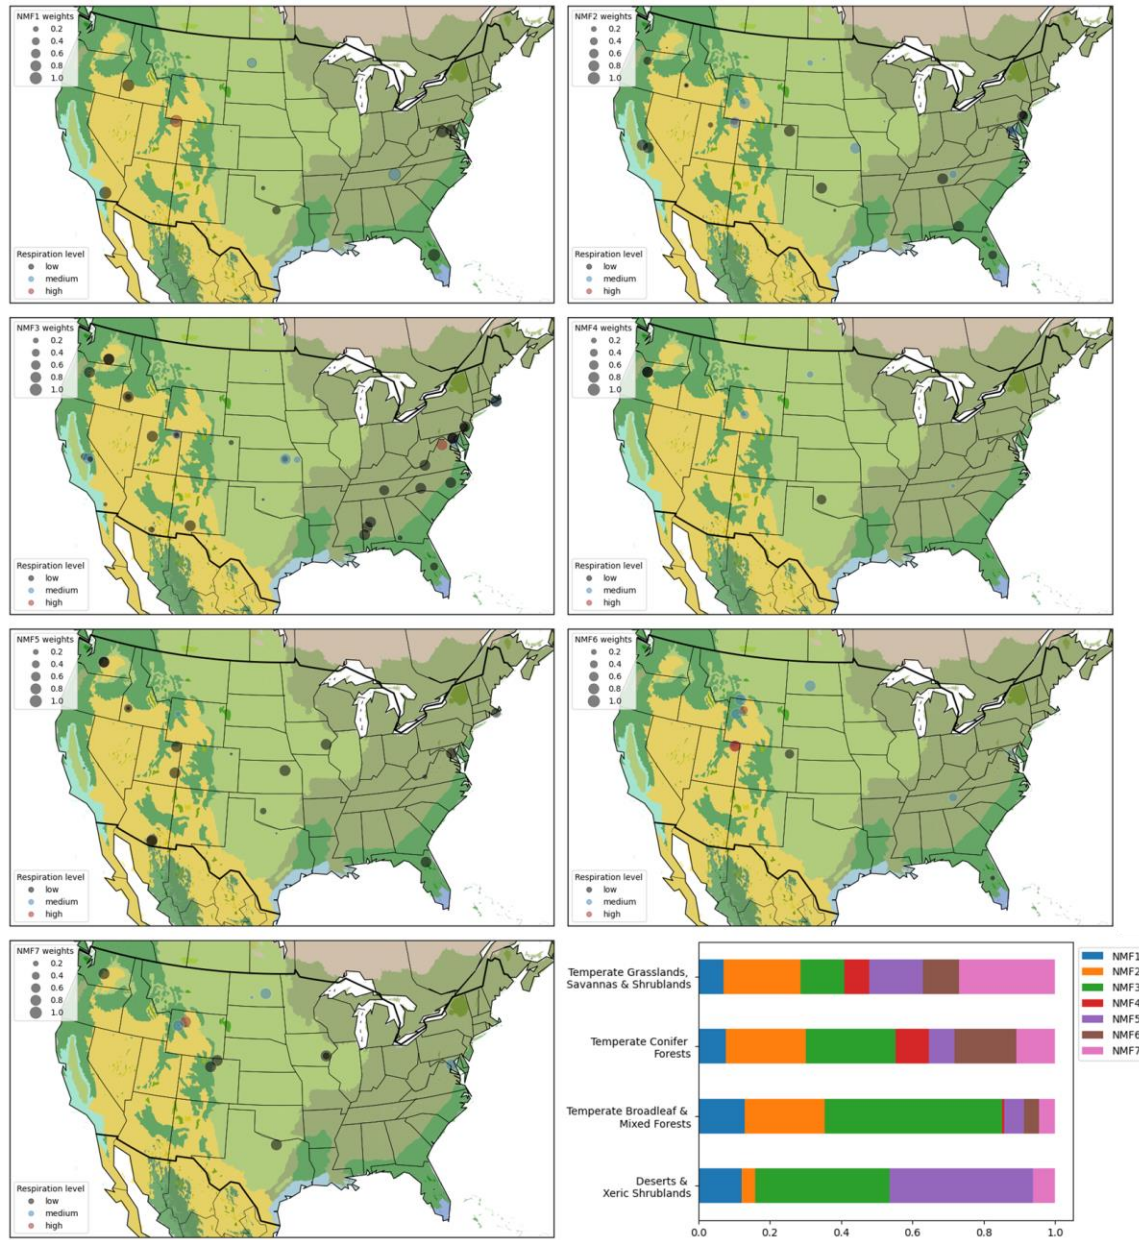 NMF1 weights
0.2
0.4
0.6
0.8
1.0
Respiration level
low
medium
high
NMF2 weights
0.2
0.4
0.6
0.8
1.0
Respiration level
low
medium
high
NMF3 weights
0.2
0.4
0.6
0.8
1.0
Respiration level
low
medium
high
NMF4 weights
0.2
0.4
0.6
0.8
1.0
Respiration level
low
medium
high
NMF5 weights
0.2
0.4
0.6
0.8
1.0
Respiration level
low
medium
high
NMF6 weights
0.2
0.4
0.6
0.8
1.0
Respiration level
low
medium
high
NMF7 weights
0.2
0.4
0.6
0.8
1.0
Respiration level
low
medium
high
Temperate Grasslands,
Savannas & Shrublands
Temperate Conifer
Forests
Temperate Broadleaf &
Mixed Forests
Deserts &
Xeric Shrublands
0.0 0.2 0.4 0.6 0.8 1.0
NMF1
NMF2
NMF3
NMF4
NMF5
NMF6
NMF7